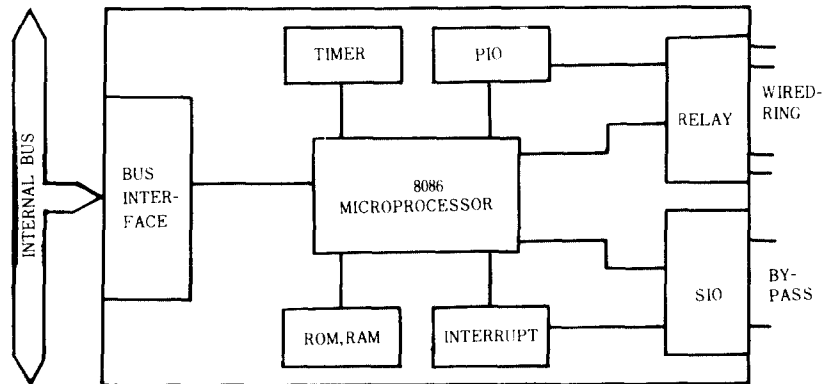 INTERNAL BUS
BUS
INTER-
FACE
TIMER
PIO
8086
MICROPROCESSOR
ROM,RAM
INTERRUPT
RELAY
SIO
WIRED-
RING
BY-
PASS